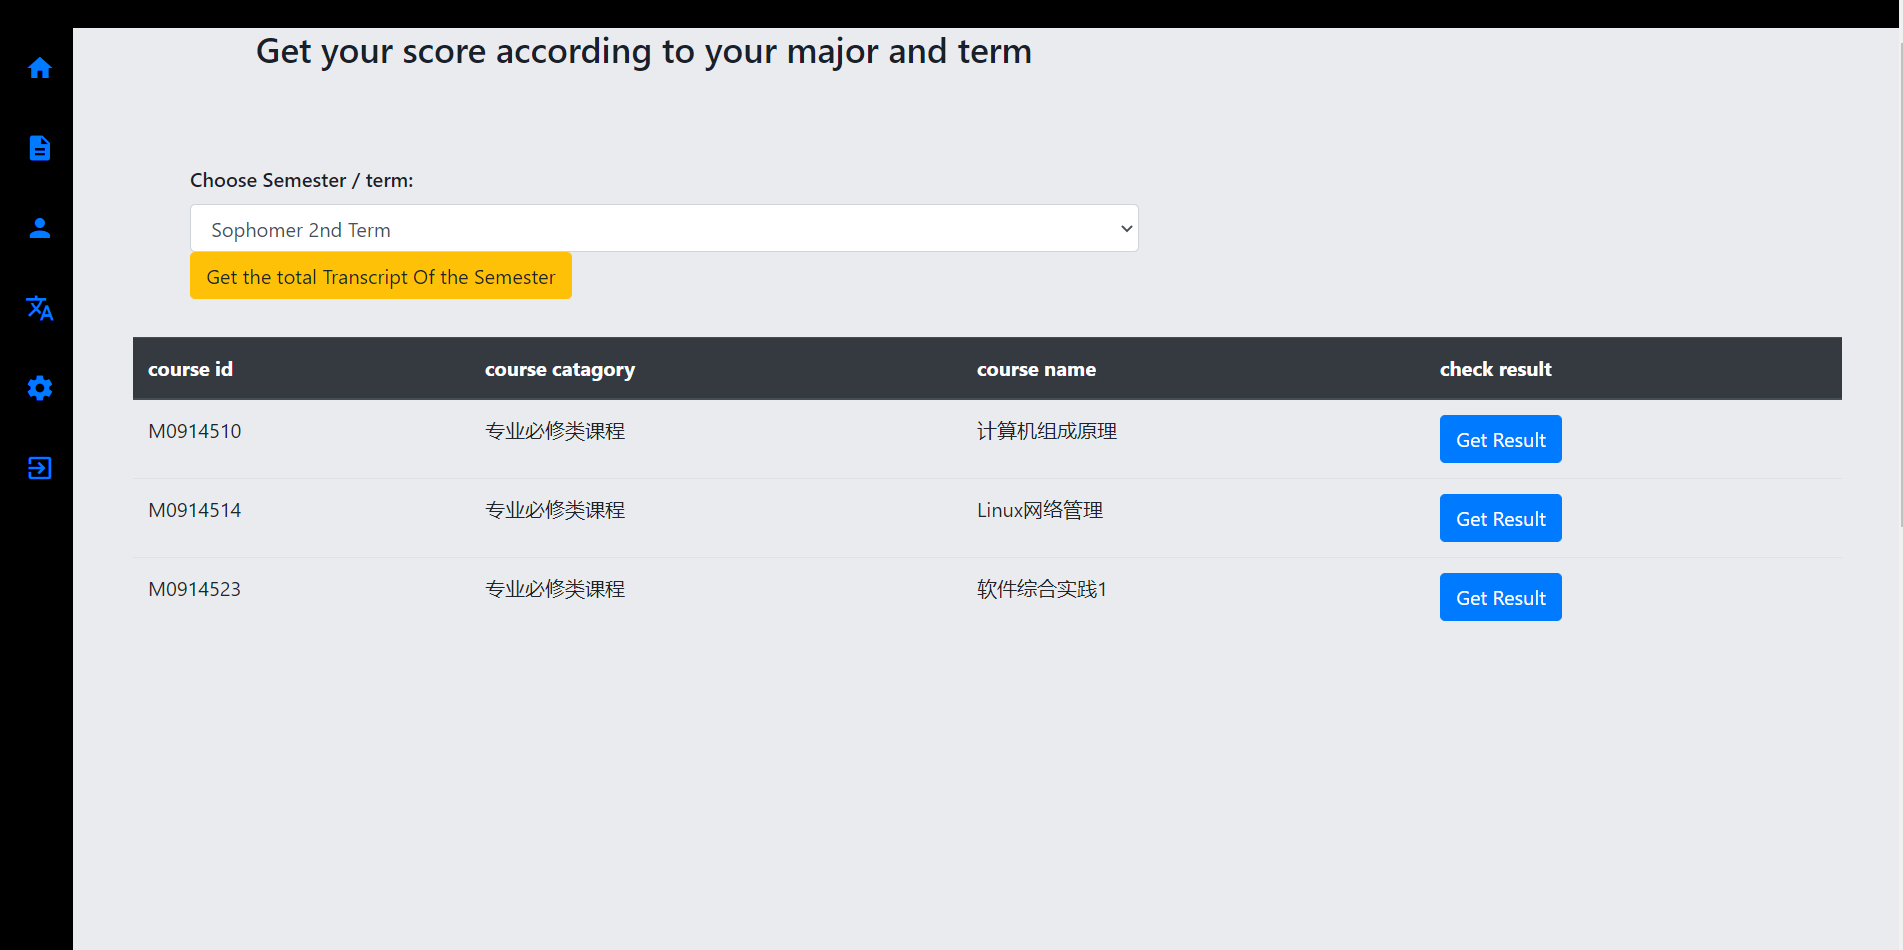 Get your score according to your major and term
Choose Semester / term:
Sophomer 2nd Term
Get the total Transcript Of the Semester
course id course catagory course name check result
M0914510 专业必修类课程 计算机组成原理 Get Result
M0914514 专业必修类课程 Linux网络管理 Get Result
M0914523 专业必修类课程 软件综合实践1 Get Result